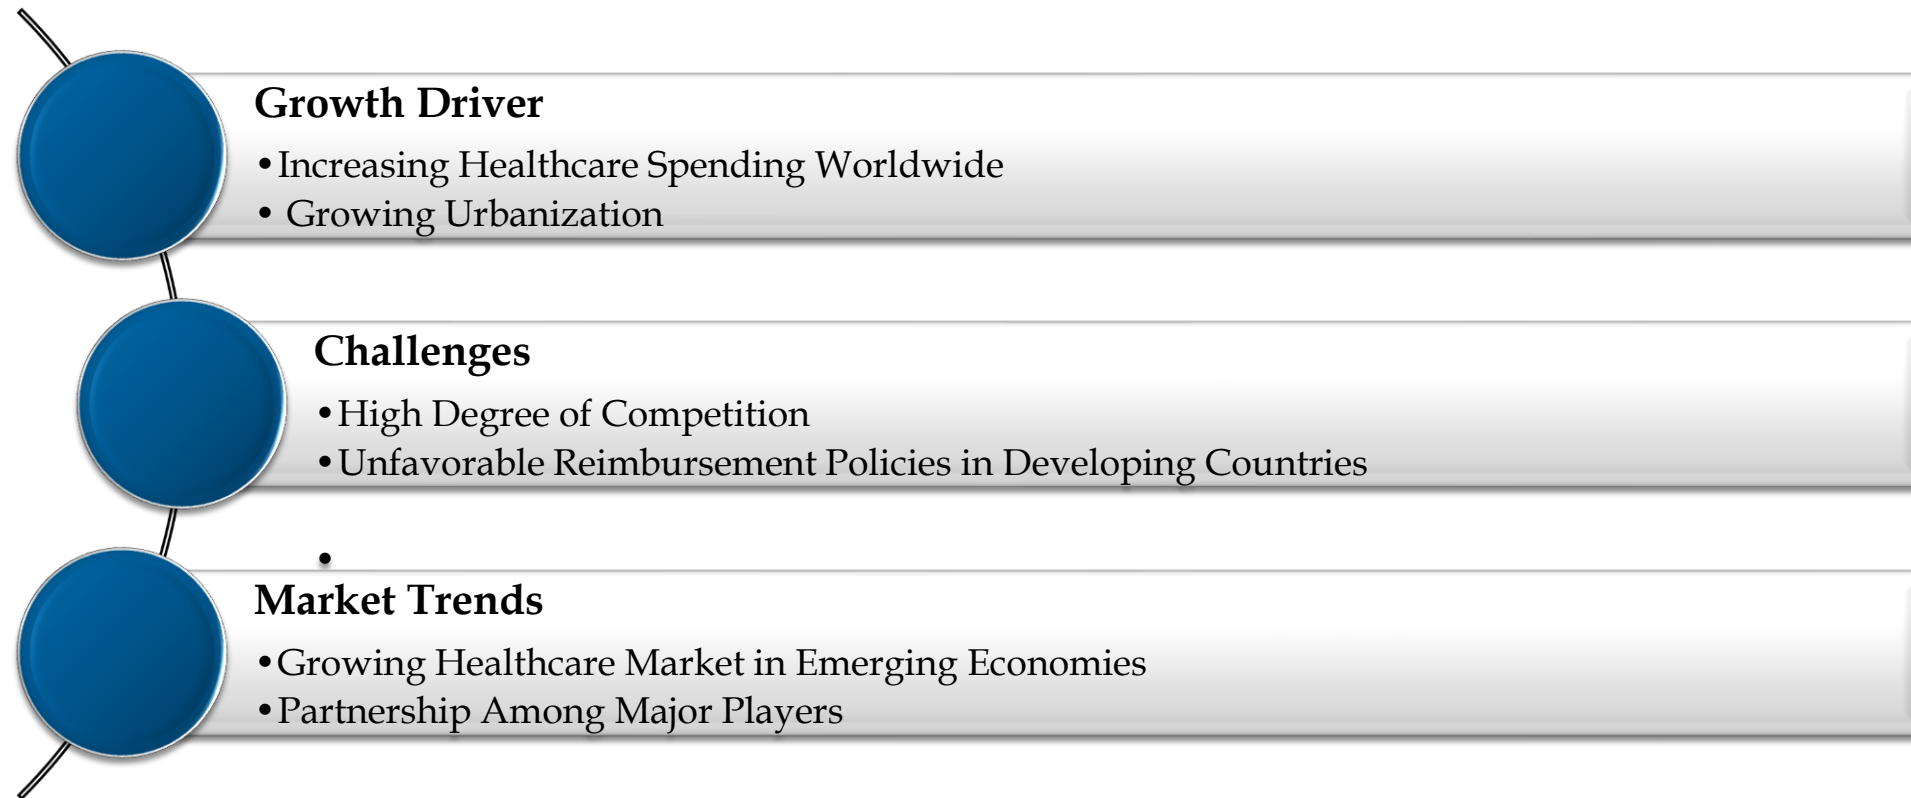 Growth Driver
•Increasing Healthcare Spending Worldwide
• Growing Urbanization
Challenges
•High Degree of Competition
•Unfavorable Reimbursement Policies in Developing Countries
•
Market Trends
•Growing Healthcare Market in Emerging Economies
•Partnership Among Major Players